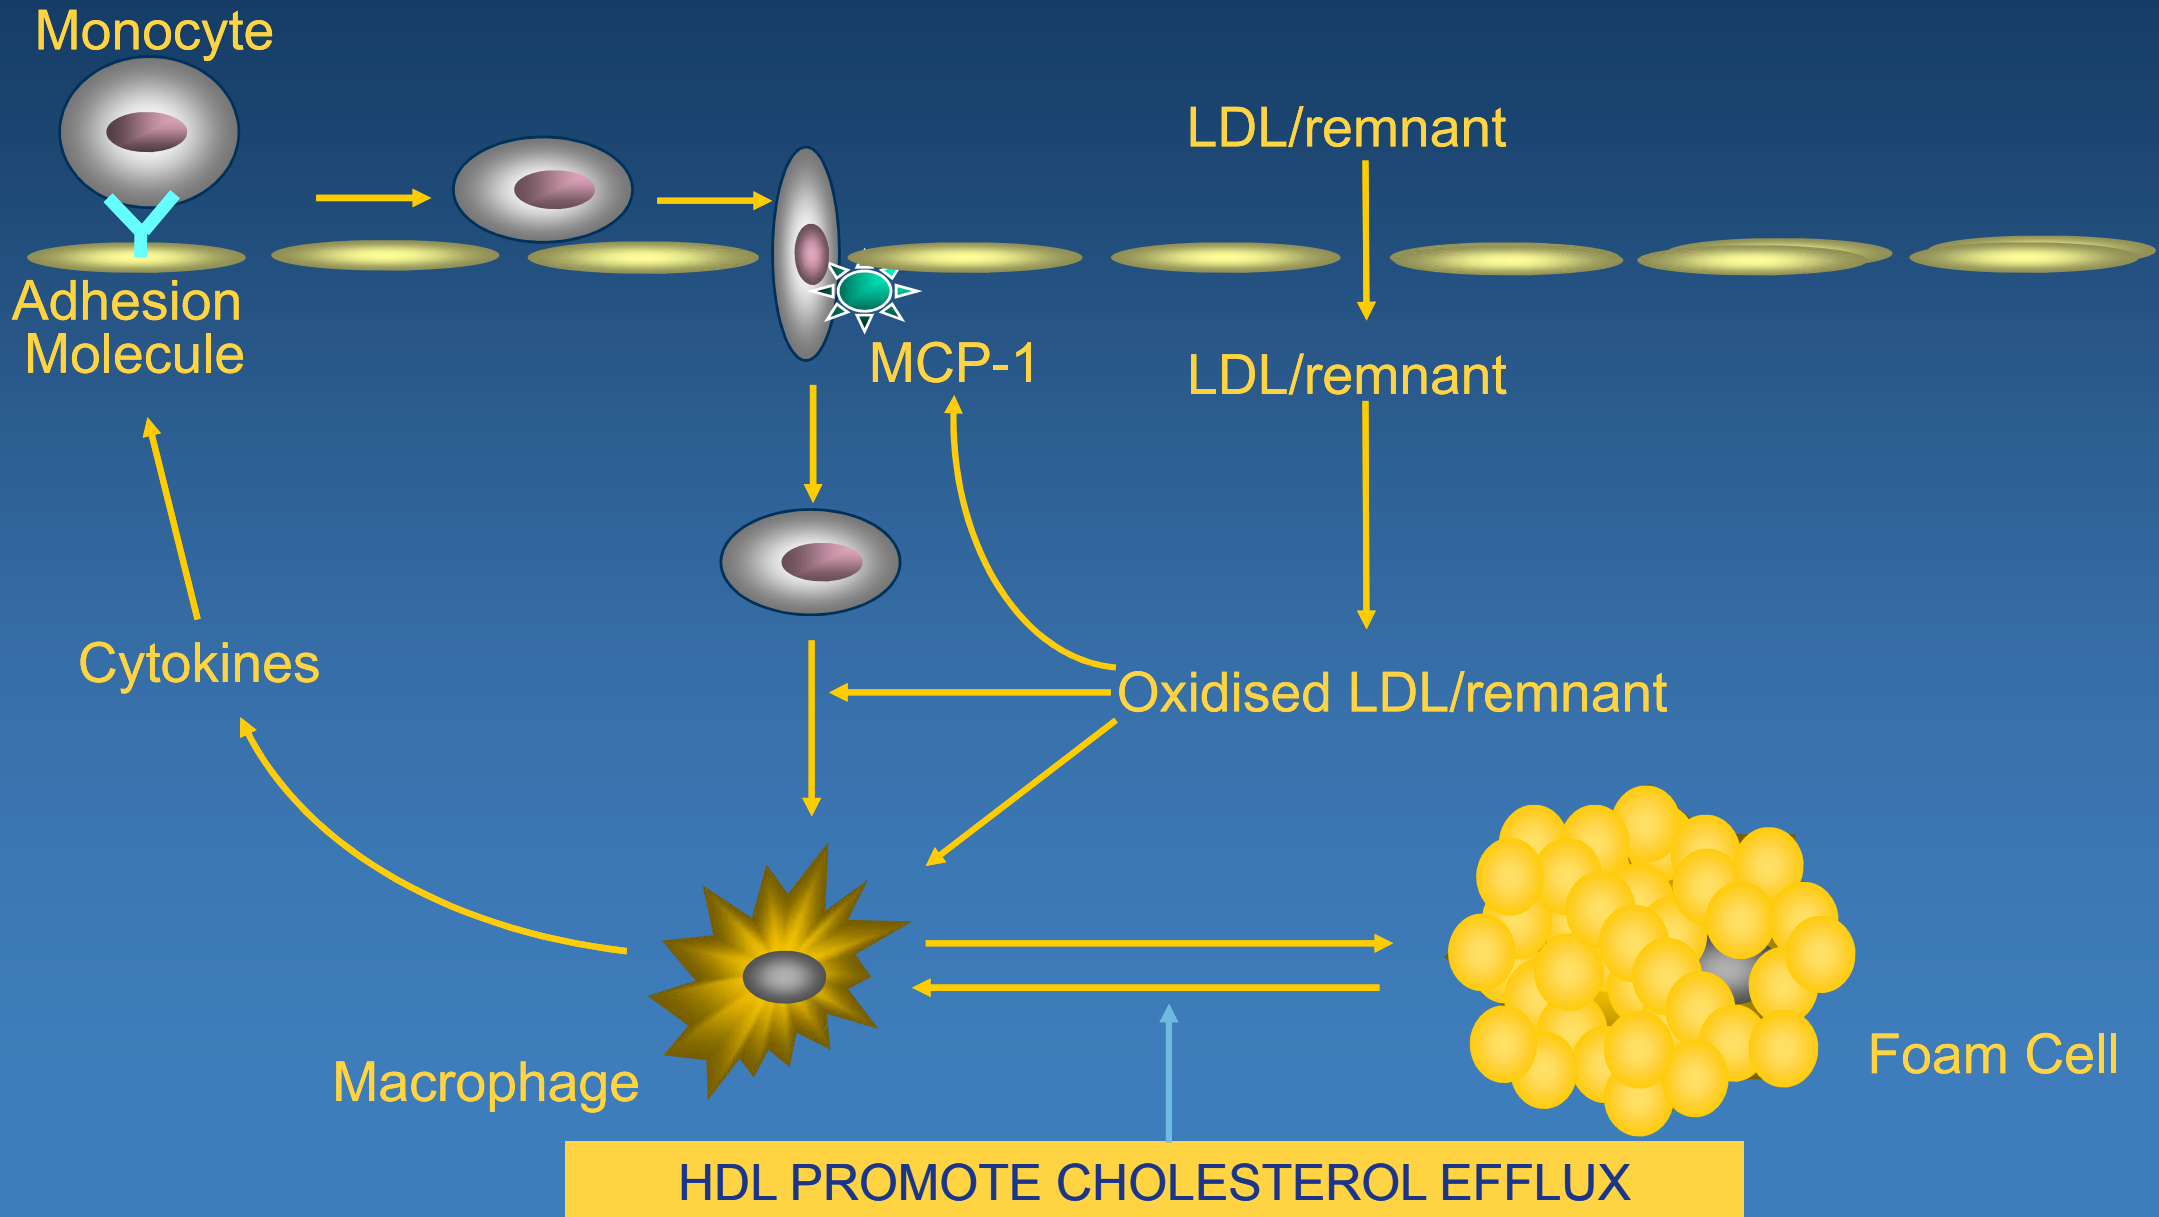 Monocyte
LDL/remnant
Adhesion
Molecule
MCP-1
LDL/remnant
Cytokines
Oxidised LDL/remnant
Macrophage
Foam Cell
HDL PROMOTE CHOLESTEROL EFFLUX